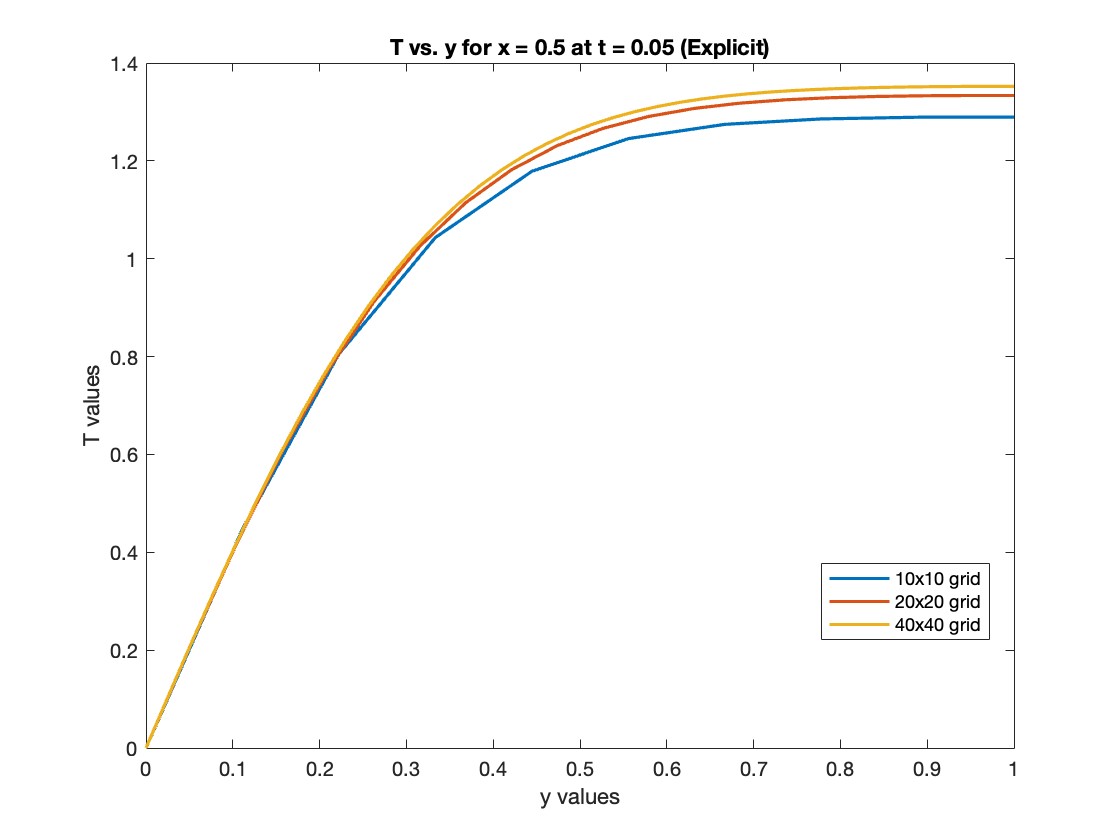 T vs. y for x = 0.5 at t = 0.05 (Explicit)
1.4
1.2
1
0.8
0.6
0.4
0.2
0
T values
10x10 grid
20x20 grid
40x40 grid
0 0.1 0.2 0.3 0.4 0.5 0.6 0.7 0.8 0.9 1
y values